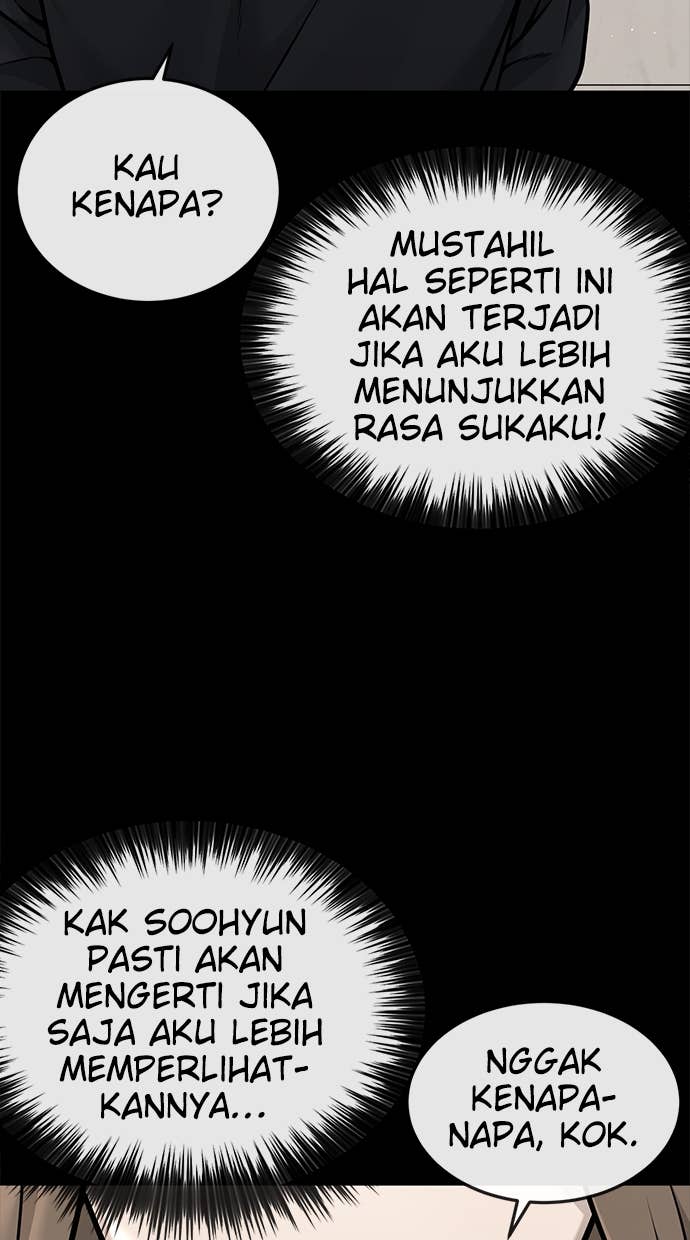 KAU
KENAPA?
MUSTAHIL
HAL SEPERTI INI
AKAN TERJADI
JIKA AKU LEBIH
MENUNJUKKAN
RASA SUKAKU!
KAK SOOHYUN
PASTI AKAN
MENGERTI JIKA
SAJA AKU LEBIH
MEMPERLIHAT-
KANNYA...
NGGAK
KENAPA-
NAPA, KOK.